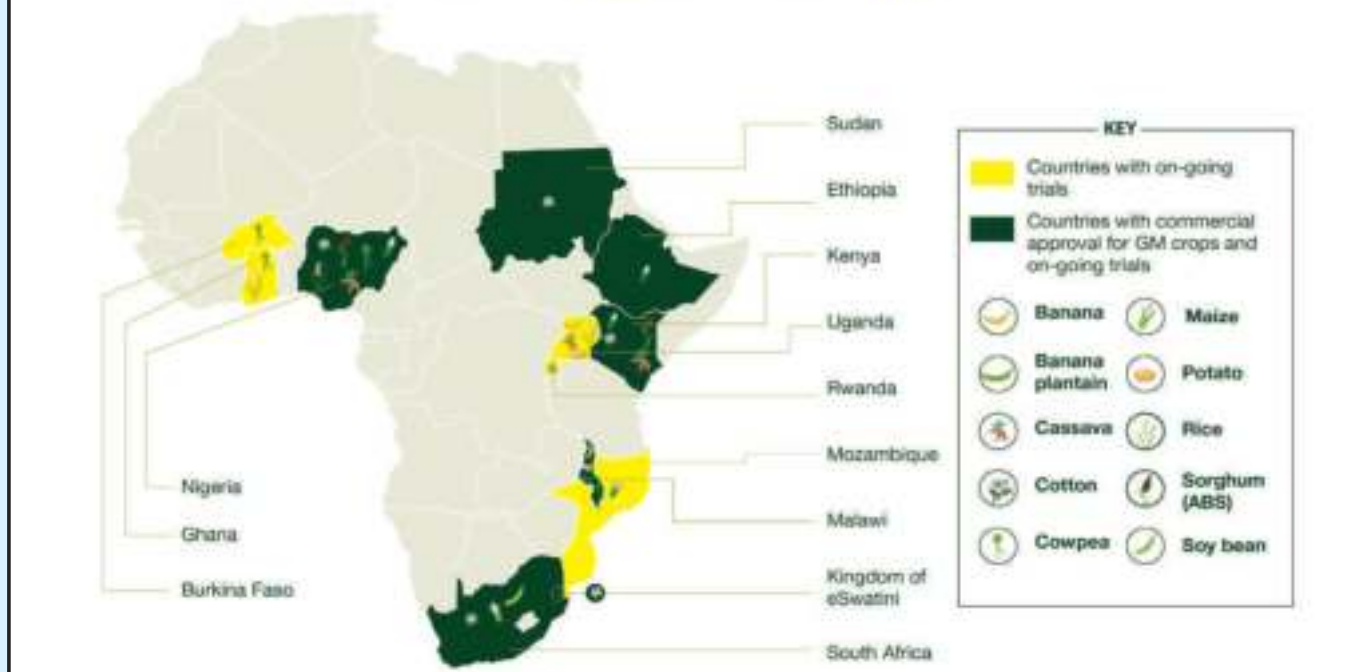 Sudan
Ethiopia
Kenya
Uganda
Rwanda
Mozambique
Malawi
Kingdom of
eSwatini
South Africa
Nigeria
Ghana
Burkina Faso
KEY
Countries with on-going
trials
Countries with commercial
approval for GM crops and
on-going trials
Banana
Maize
Banana
plantain
Potato
Cassava
Rice
Cotton
Sorghum
(ABS)
Cowpea
Soy bean